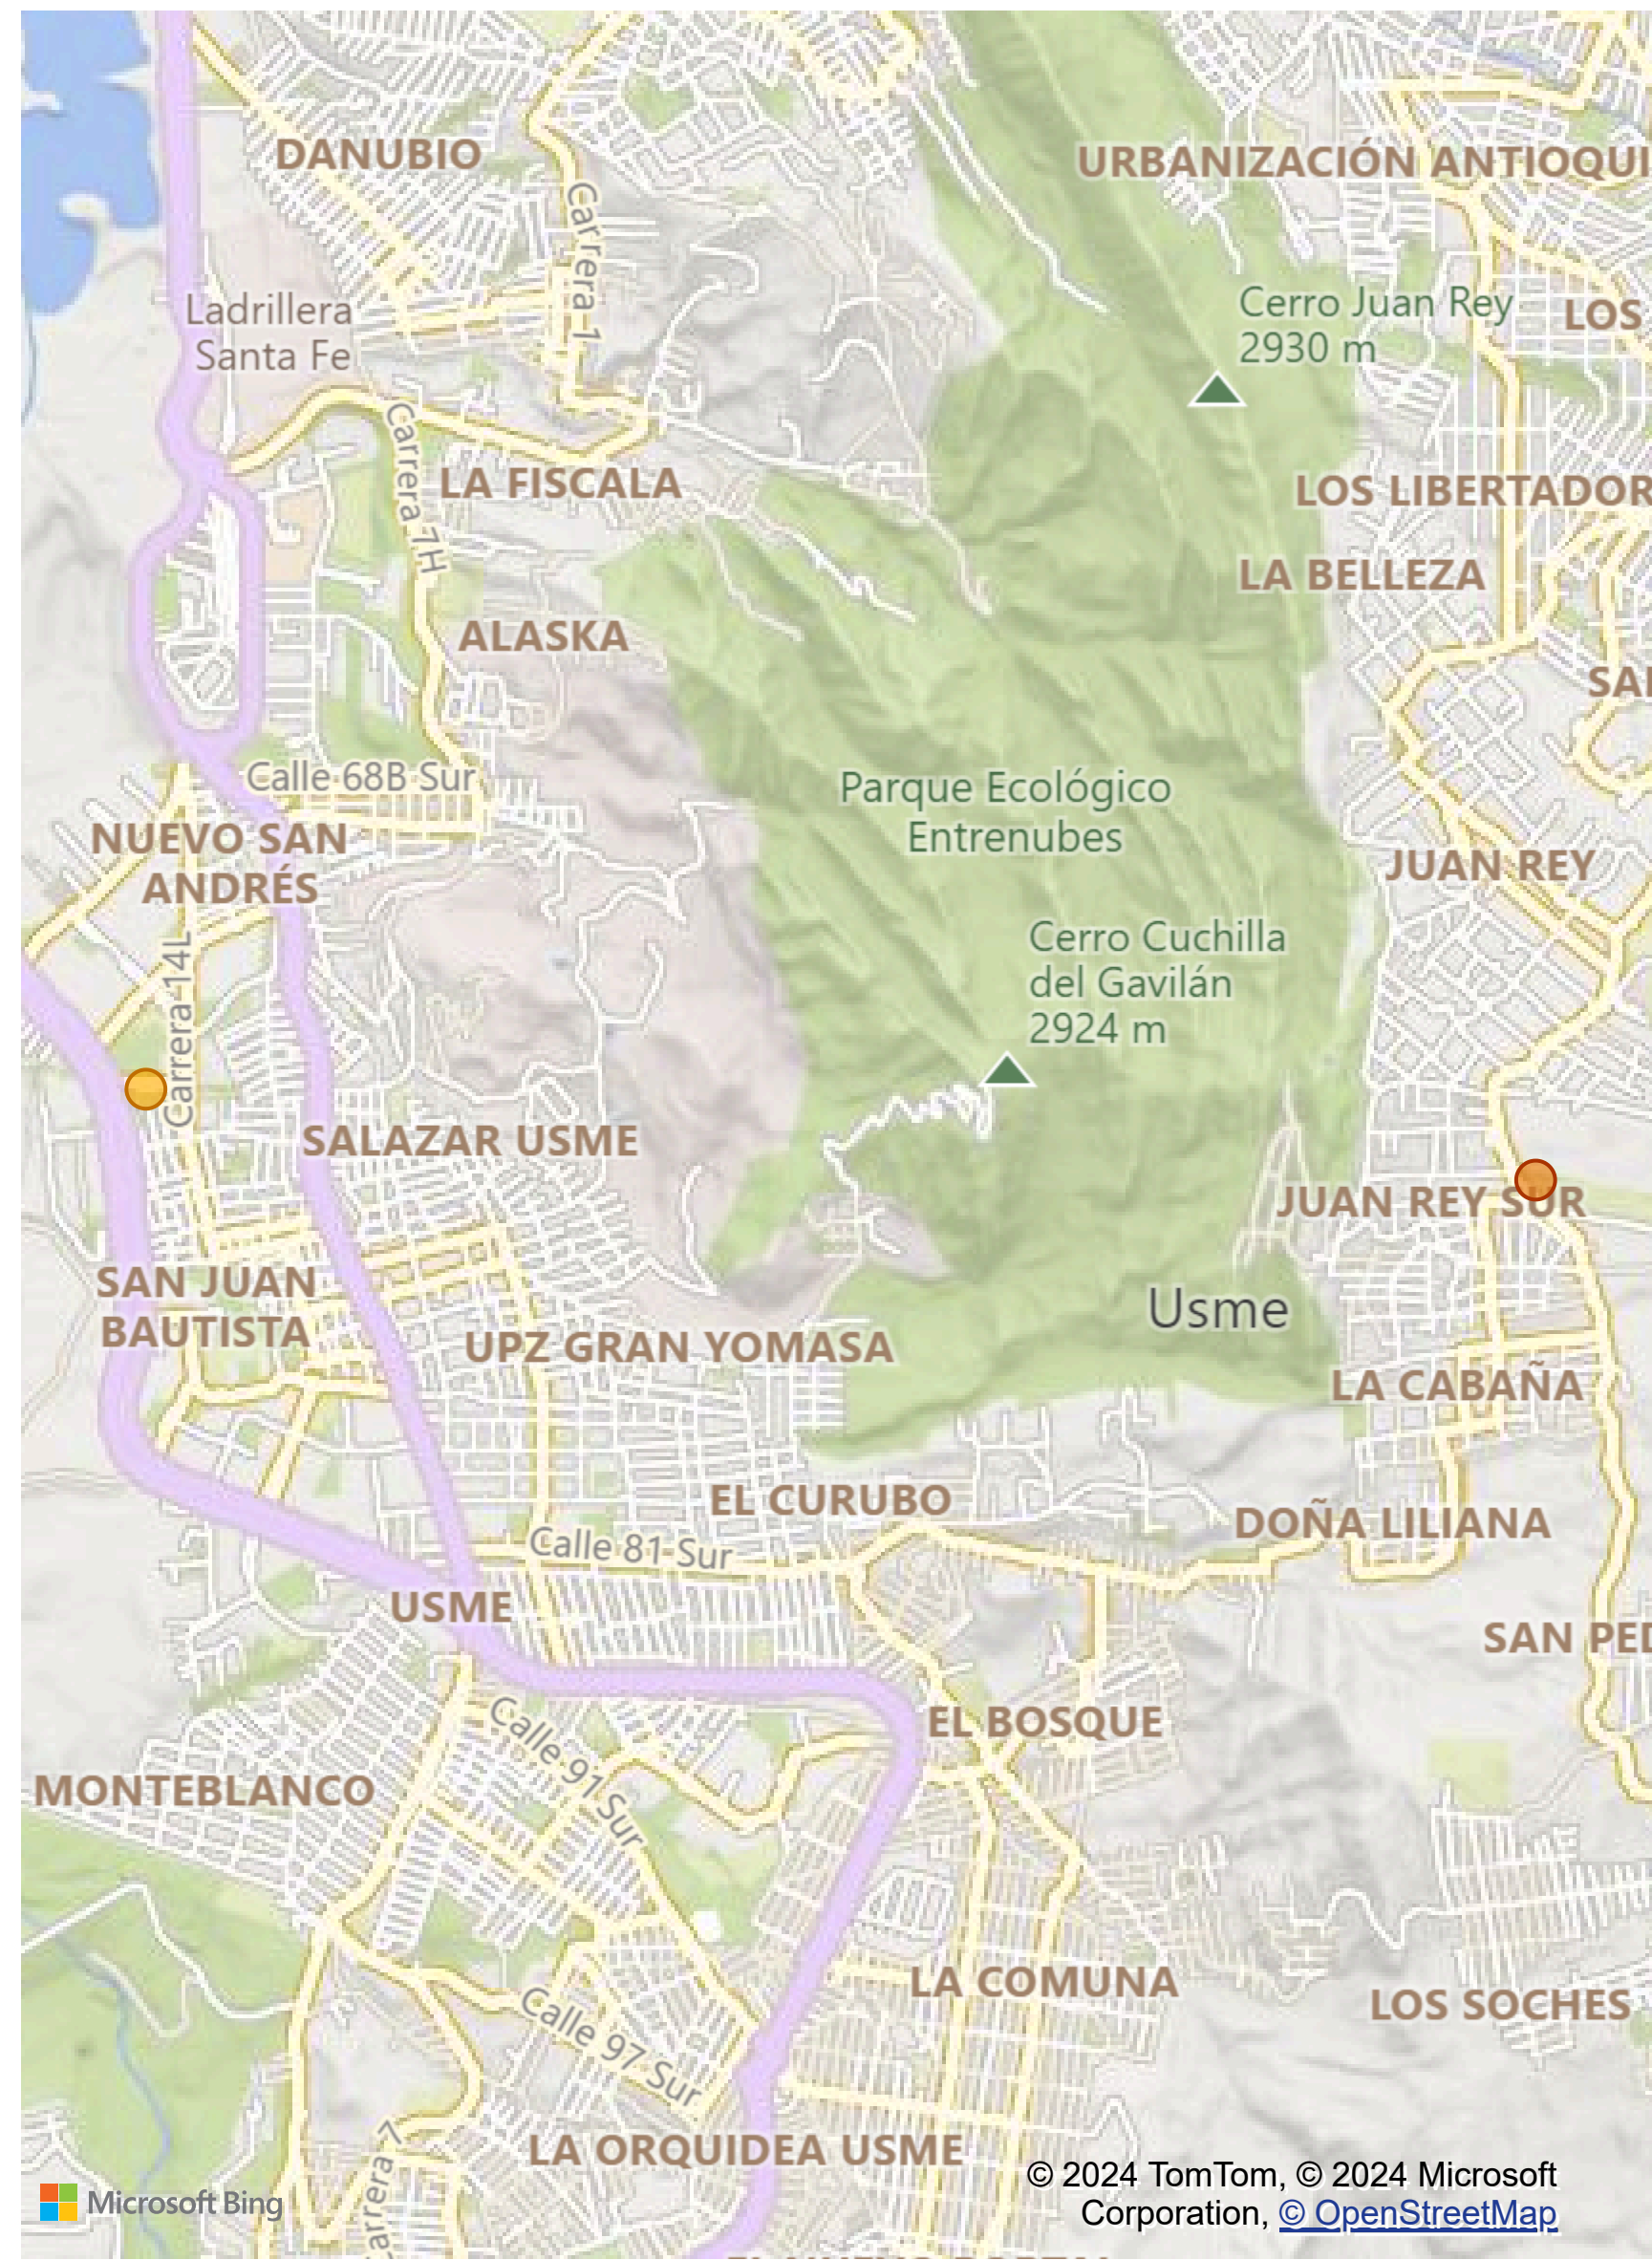 DANUBIO
URBANIZACIÓN ANTIOQUI
Carrera 1
Ladrillera
Santa Fe
Cerro Juan Rey
2930 m
LOS
Carrera 7H
LA FISCALA
LOS LIBERTADOR
LA BELLEZA
ALASKA
SA
Calle 68B Sur
Parque Ecológico
Entrenubes
NUEVO SAN
ANDRÉS
JUAN REY
Carrera 14L
Cerro Cuchilla
del Gavilán
2924 m
SALAZAR USME
JUAN REY SUR
SAN JUAN
BAUTISTA
Usme
UPZ GRAN YOMASA
LA CABAÑA
EL CURUBO
DOÑA LILIANA
Calle 81 Sur
USME
SAN PED
Calle 91 Sur
EL BOSQUE
MONTEBLANCO
LA COMUNA
LOS SOCHES
Calle 97 Sur
Carrera 7
LA ORQUIDEA USME
© 2024 TomTom, © 2024 Microsoft
Corporation, © OpenStreetMap
Microsoft Bing